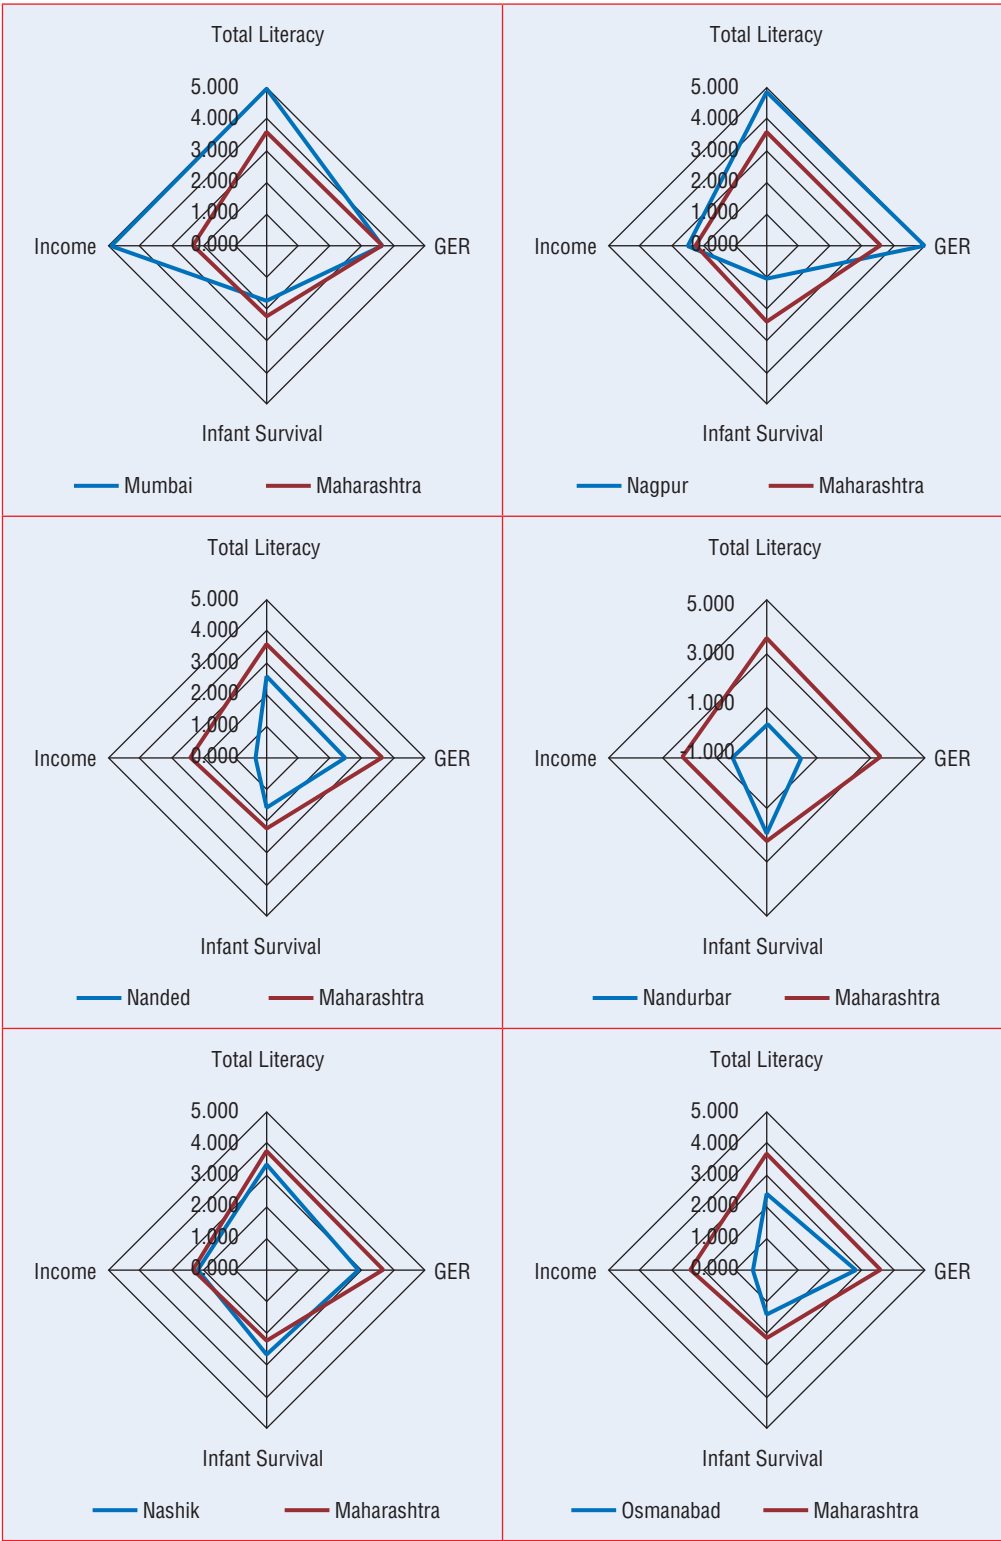 Total Literacy
5.000
4.000
3.000
2.000
1.000
0.000
Income
GER
Infant Survival
Mumbai Maharashtra
Total Literacy
5.000
4.000
3.000
2.000
1.000
0.000
Income
GER
Infant Survival
Nagpur Maharashtra
Total Literacy
5.000
4.000
3.000
2.000
1.000
0.000
Income
GER
Infant Survival
Nanded Maharashtra
Total Literacy
5.000
3.000
1.000
-1.000
Income
GER
Infant Survival
Nandurbar Maharashtra
Total Literacy
5.000
4.000
3.000
2.000
1.000
0.000
Income
GER
Infant Survival
Nashik Maharashtra
Total Literacy
5.000
4.000
3.000
2.000
1.000
0.000
Income
GER
Infant Survival
Osmanabad Maharashtra